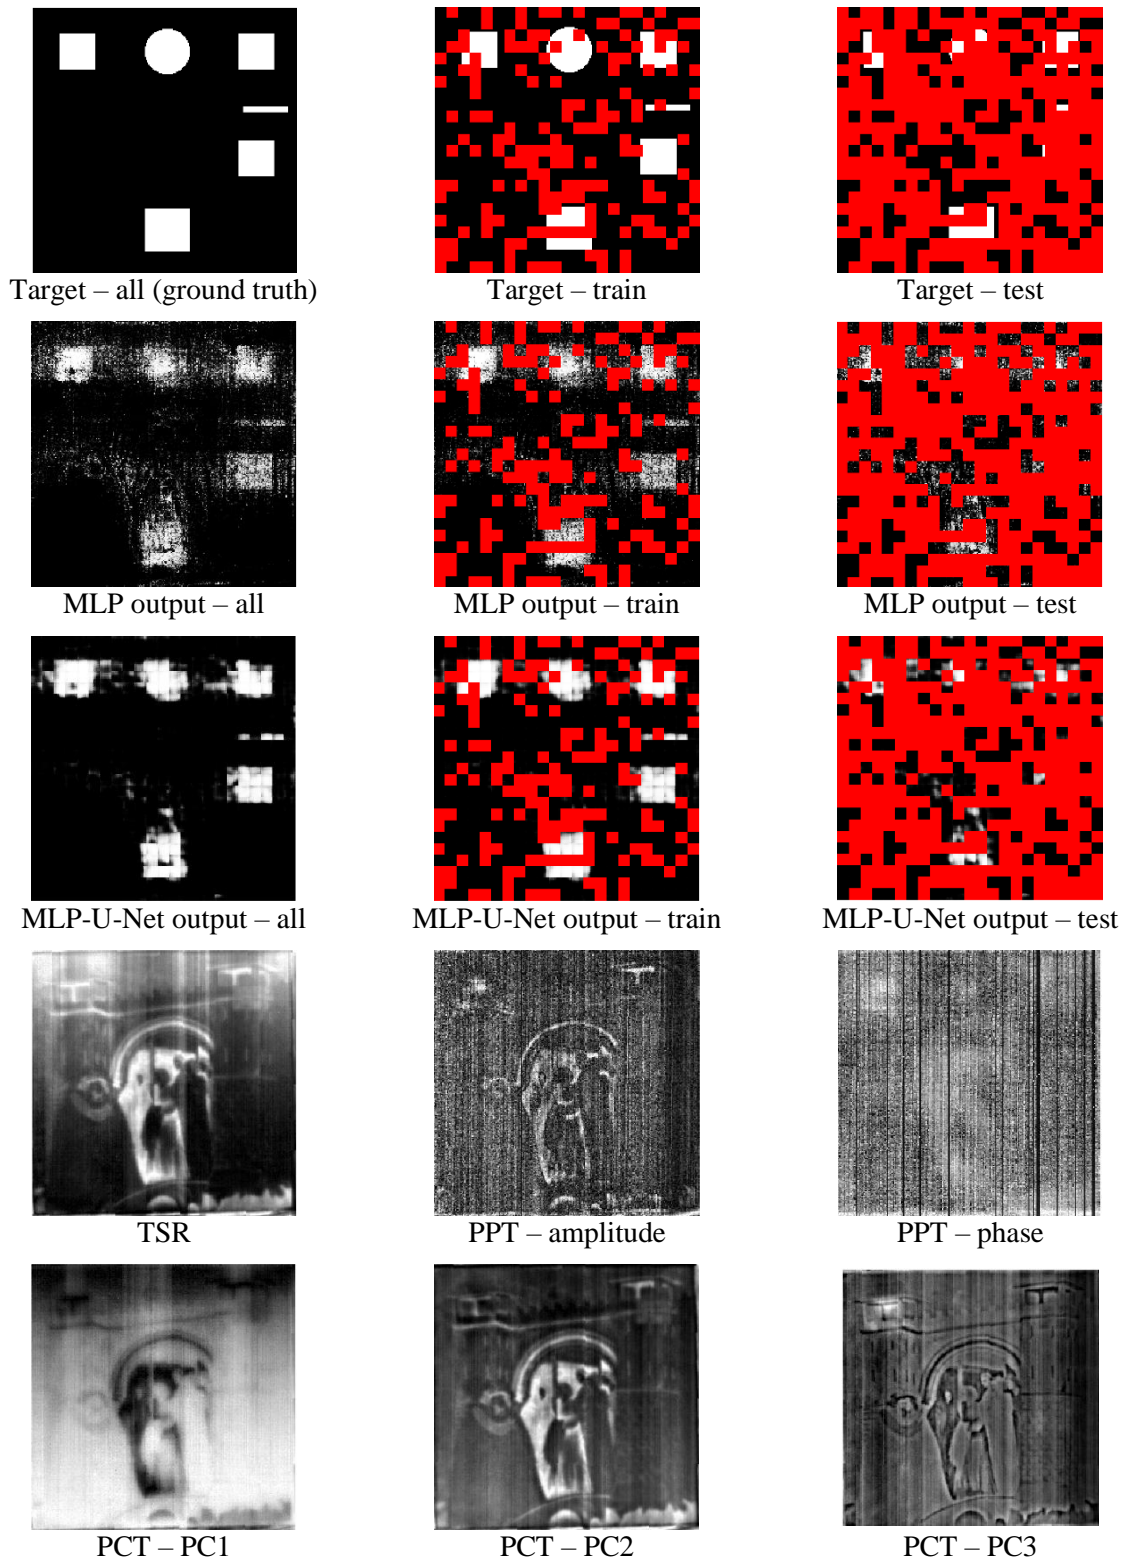 Target – all (ground truth)
Target – train
Target – test
MLP output – all
MLP output – train
MLP output – test
MLP-U-Net output – all
MLP-U-Net output – train
MLP-U-Net output – test
TSR
PPT – amplitude
PPT – phase
PCT – PC1
PCT – PC2
PCT – PC3